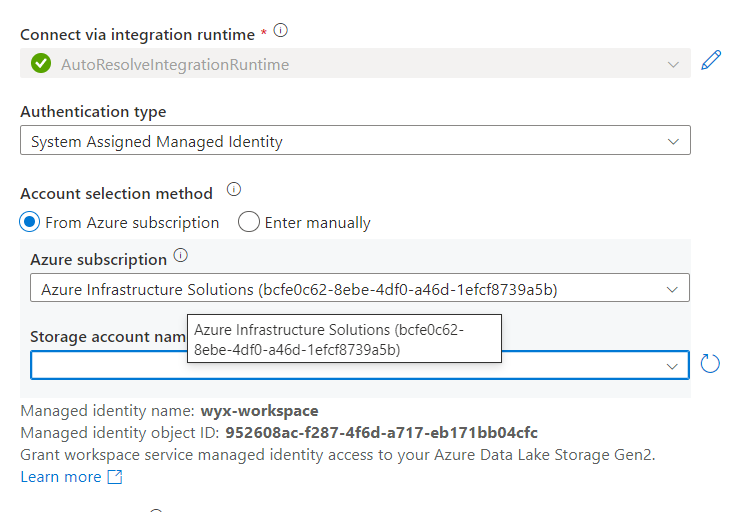 Connect via integration runtime *
AutoResolveIntegrationRuntime
Authentication type
System Assigned Managed Identity
Account selection method
From Azure subscription Enter manually
Azure subscription
Azure Infrastructure Solutions (bcfe0c62-8ebe-4df0-a46d-1efcf8739a5b)
Azure Infrastructure Solutions (bcfe0c62-
8ebe-4df0-a46d-1efcf8739a5b)
Storage account nam
Managed identity name: wyx-workspace
Managed identity object ID: 952608ac-f287-4f6d-a717-eb171bb04cfc
Grant workspace service managed identity access to your Azure Data Lake Storage Gen2.
Learn more